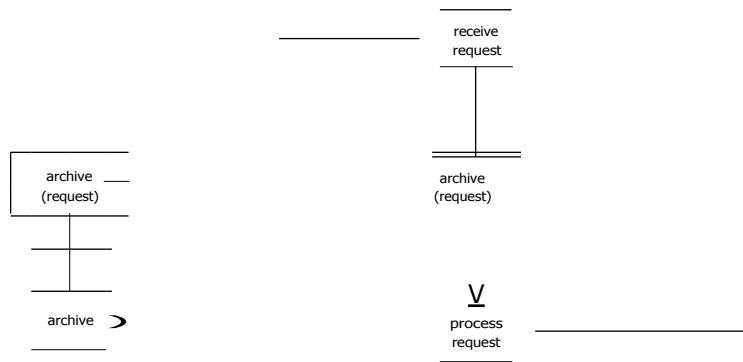 receive
request
archive
(request)
archive
(request)
archive
V
process
request